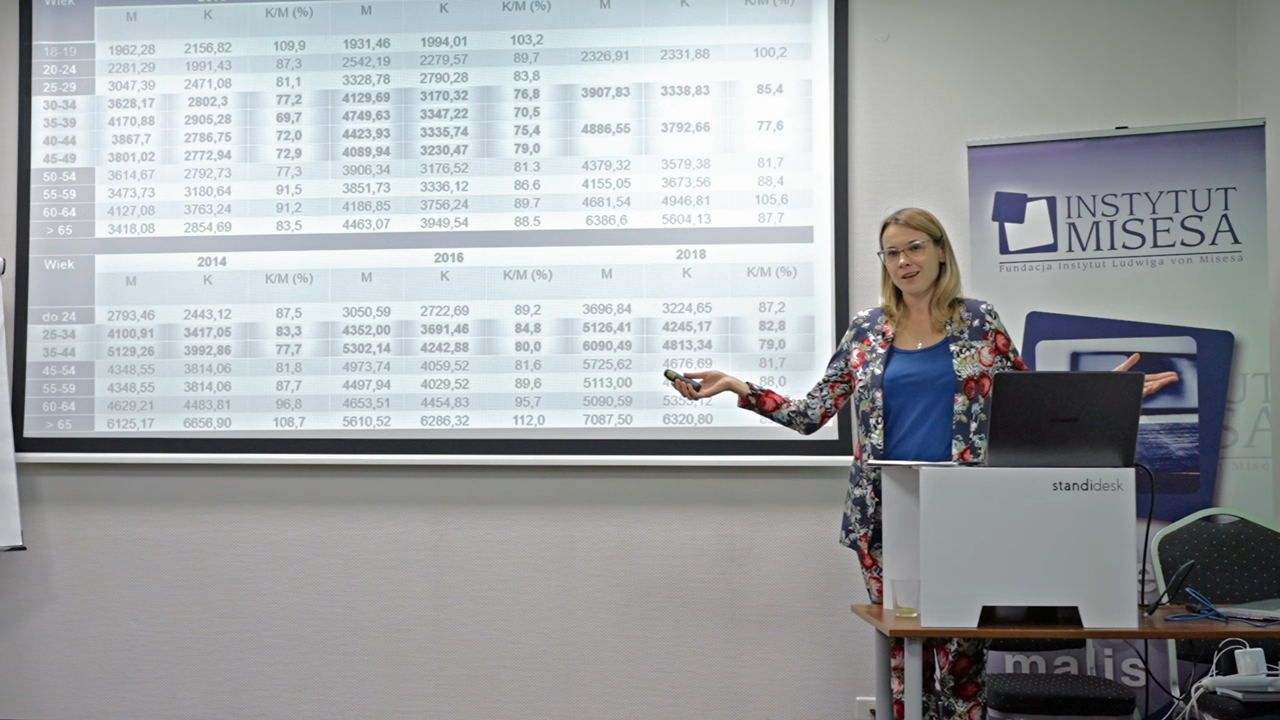 Wiek
M K K/M (%) M K K/M (%) M K K/M (%)
18-19 1962,28 2156,82 109,9 1931,46 1994,01 103,2
2326,91 2331,88 100,2
20-24 2281,29 1991,43 87,3 2542,19 2279,57 89,7
25-29 3047,39 2471,08 81,1 3328,78 2790,28 83,8
3907,83 3338,83 85,4
30-34 3628,17 2802,3 77,2 4129,69 3170,32 76,8
35-39 4170,88 2905,28 69,7 4749,63 3347,22 70,5
4886,55 3792,66 77,6
40-44 3867,7 2786,75 72,0 4423,93 3335,74 75,4
45-49 3801,02 2772,94 72,9 4089,94 3230,47 79,0
50-54 3614,67 2792,73 77,3 3906,34 3176,52 81.3 4379,32 3579,38 81,7
55-59 3473,73 3180,64 91,5 3851,73 3336,12 86.6 4155,05 3673,56 88,4
60-64 4127,08 3763,24 91,2 4186,85 3756,24 89.7 4681,54 4946,81 105,6
> 65 3418,08 2854,69 83,5 4463,07 3949,54 88.5 6386,6 5604,13 87,7
Wiek 2014 2016 2018
M K K/M (%) M K K/M (%) M K K/M (%)
do 24 2793,46 2443,12 87,5 3050,59 2722,69 89,2 3696,84 3224,65 87,2
25-34 4100,91 3417,05 83,3 4352,00 3691,46 84,8 5126,41 4245,17 82,8
35-44 5129,26 3992,86 77,7 5302,14 4242,88 80,0 6090,49 4813,34 79,0
45-54 4348,55 3814,06 81,8 4973,74 4059,52 81,6 5725,62 4676,69 81,7
55-59 4348,55 3814,06 87,7 4497,94 4029,52 89,6 5113,00 88,0
60-64 4629,21 4483,81 96,8 4653,51 4454,83 95,7 5090,59
> 65 6125,17 6656,90 108,7 5610,52 6286,32 112,0 7087,50 6320,80
INSTYTUT
MISESA
Fundacja Instytut Ludwiga von Misesa
standidesk
malis